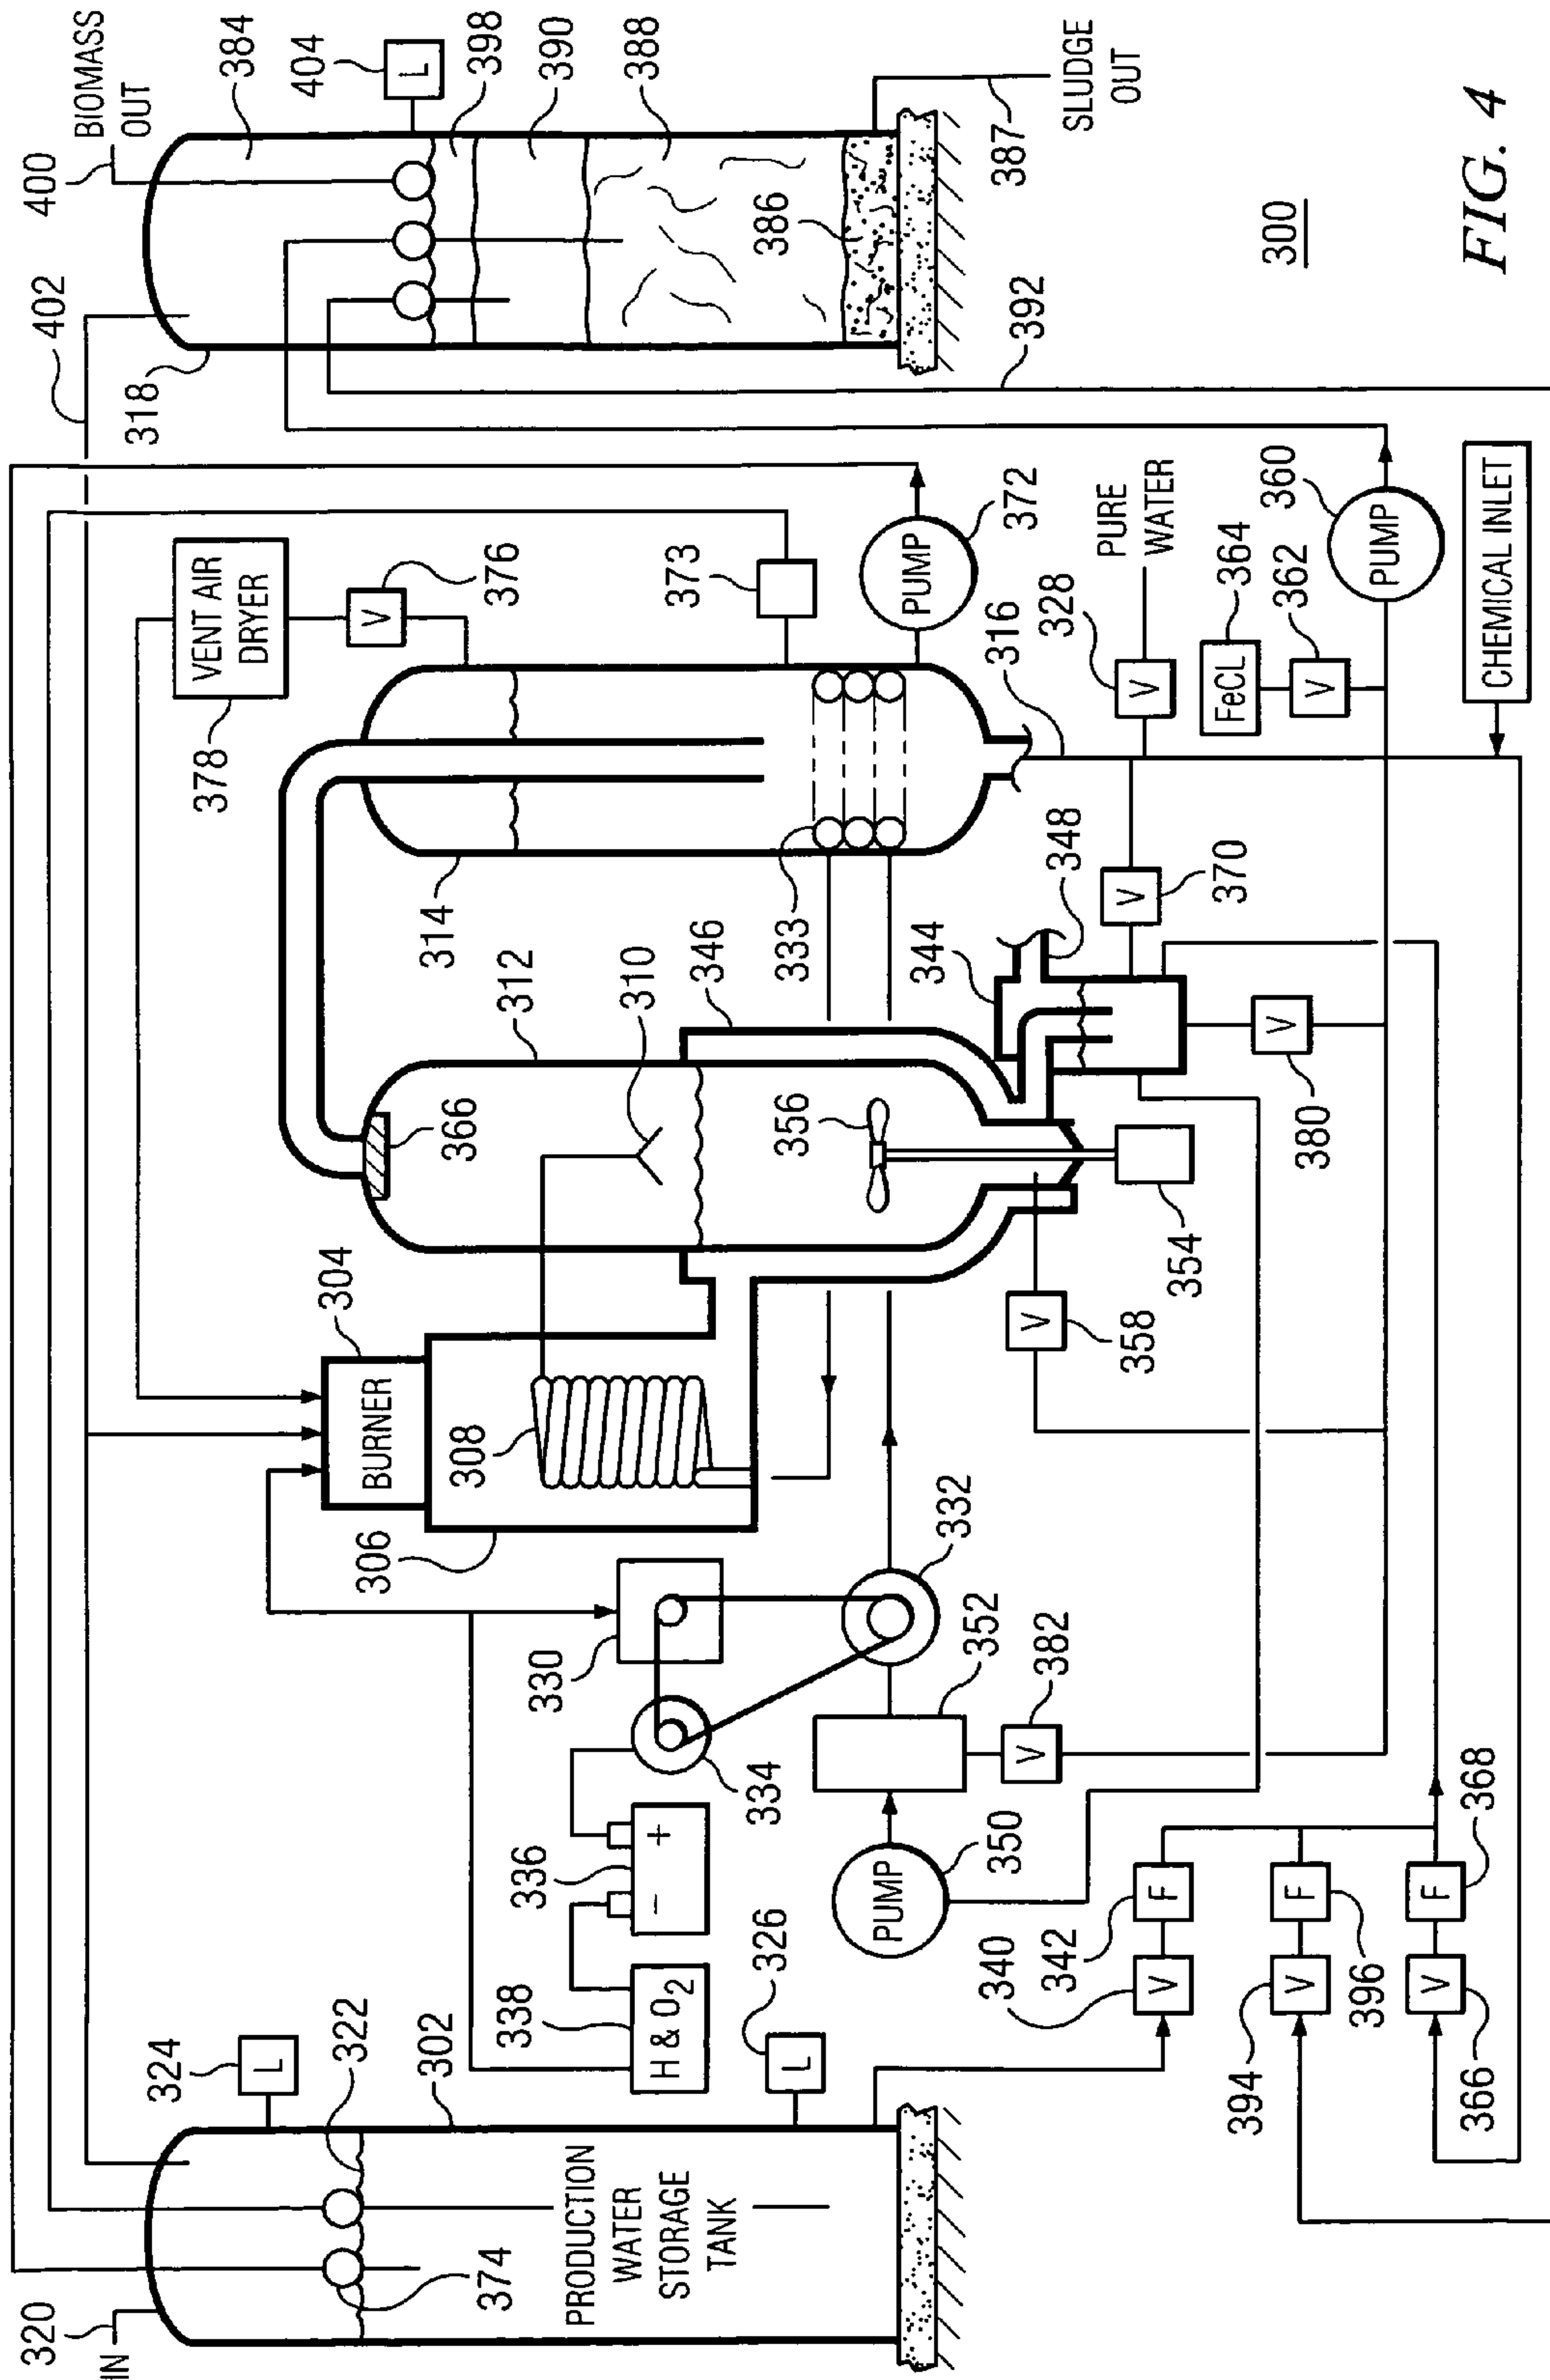 320
IN
374
322
324
L
302
326
L
PRODUCTION
WATER
STORAGE
TANK
338
H & O2
336
- +
334
330
332
PUMP
350
352
382
V
340
V
342
F
394
V
396
F
366
V
368
F
304
BURNER
306
308
310
312
366
346
356
354
358
V
344
348
380
V
370
V
314
333
316
378
VENT AIR
DRYER
376
V
373
PUMP
372
328
V
PURE
WATER
364
FeCL
362
V
360
PUMP
CHEMICAL INLET
402
318
400
BIOMASS
OUT
384
404
L
398
390
388
386
387
SLUDGE
OUT
392
300
FIG. 4